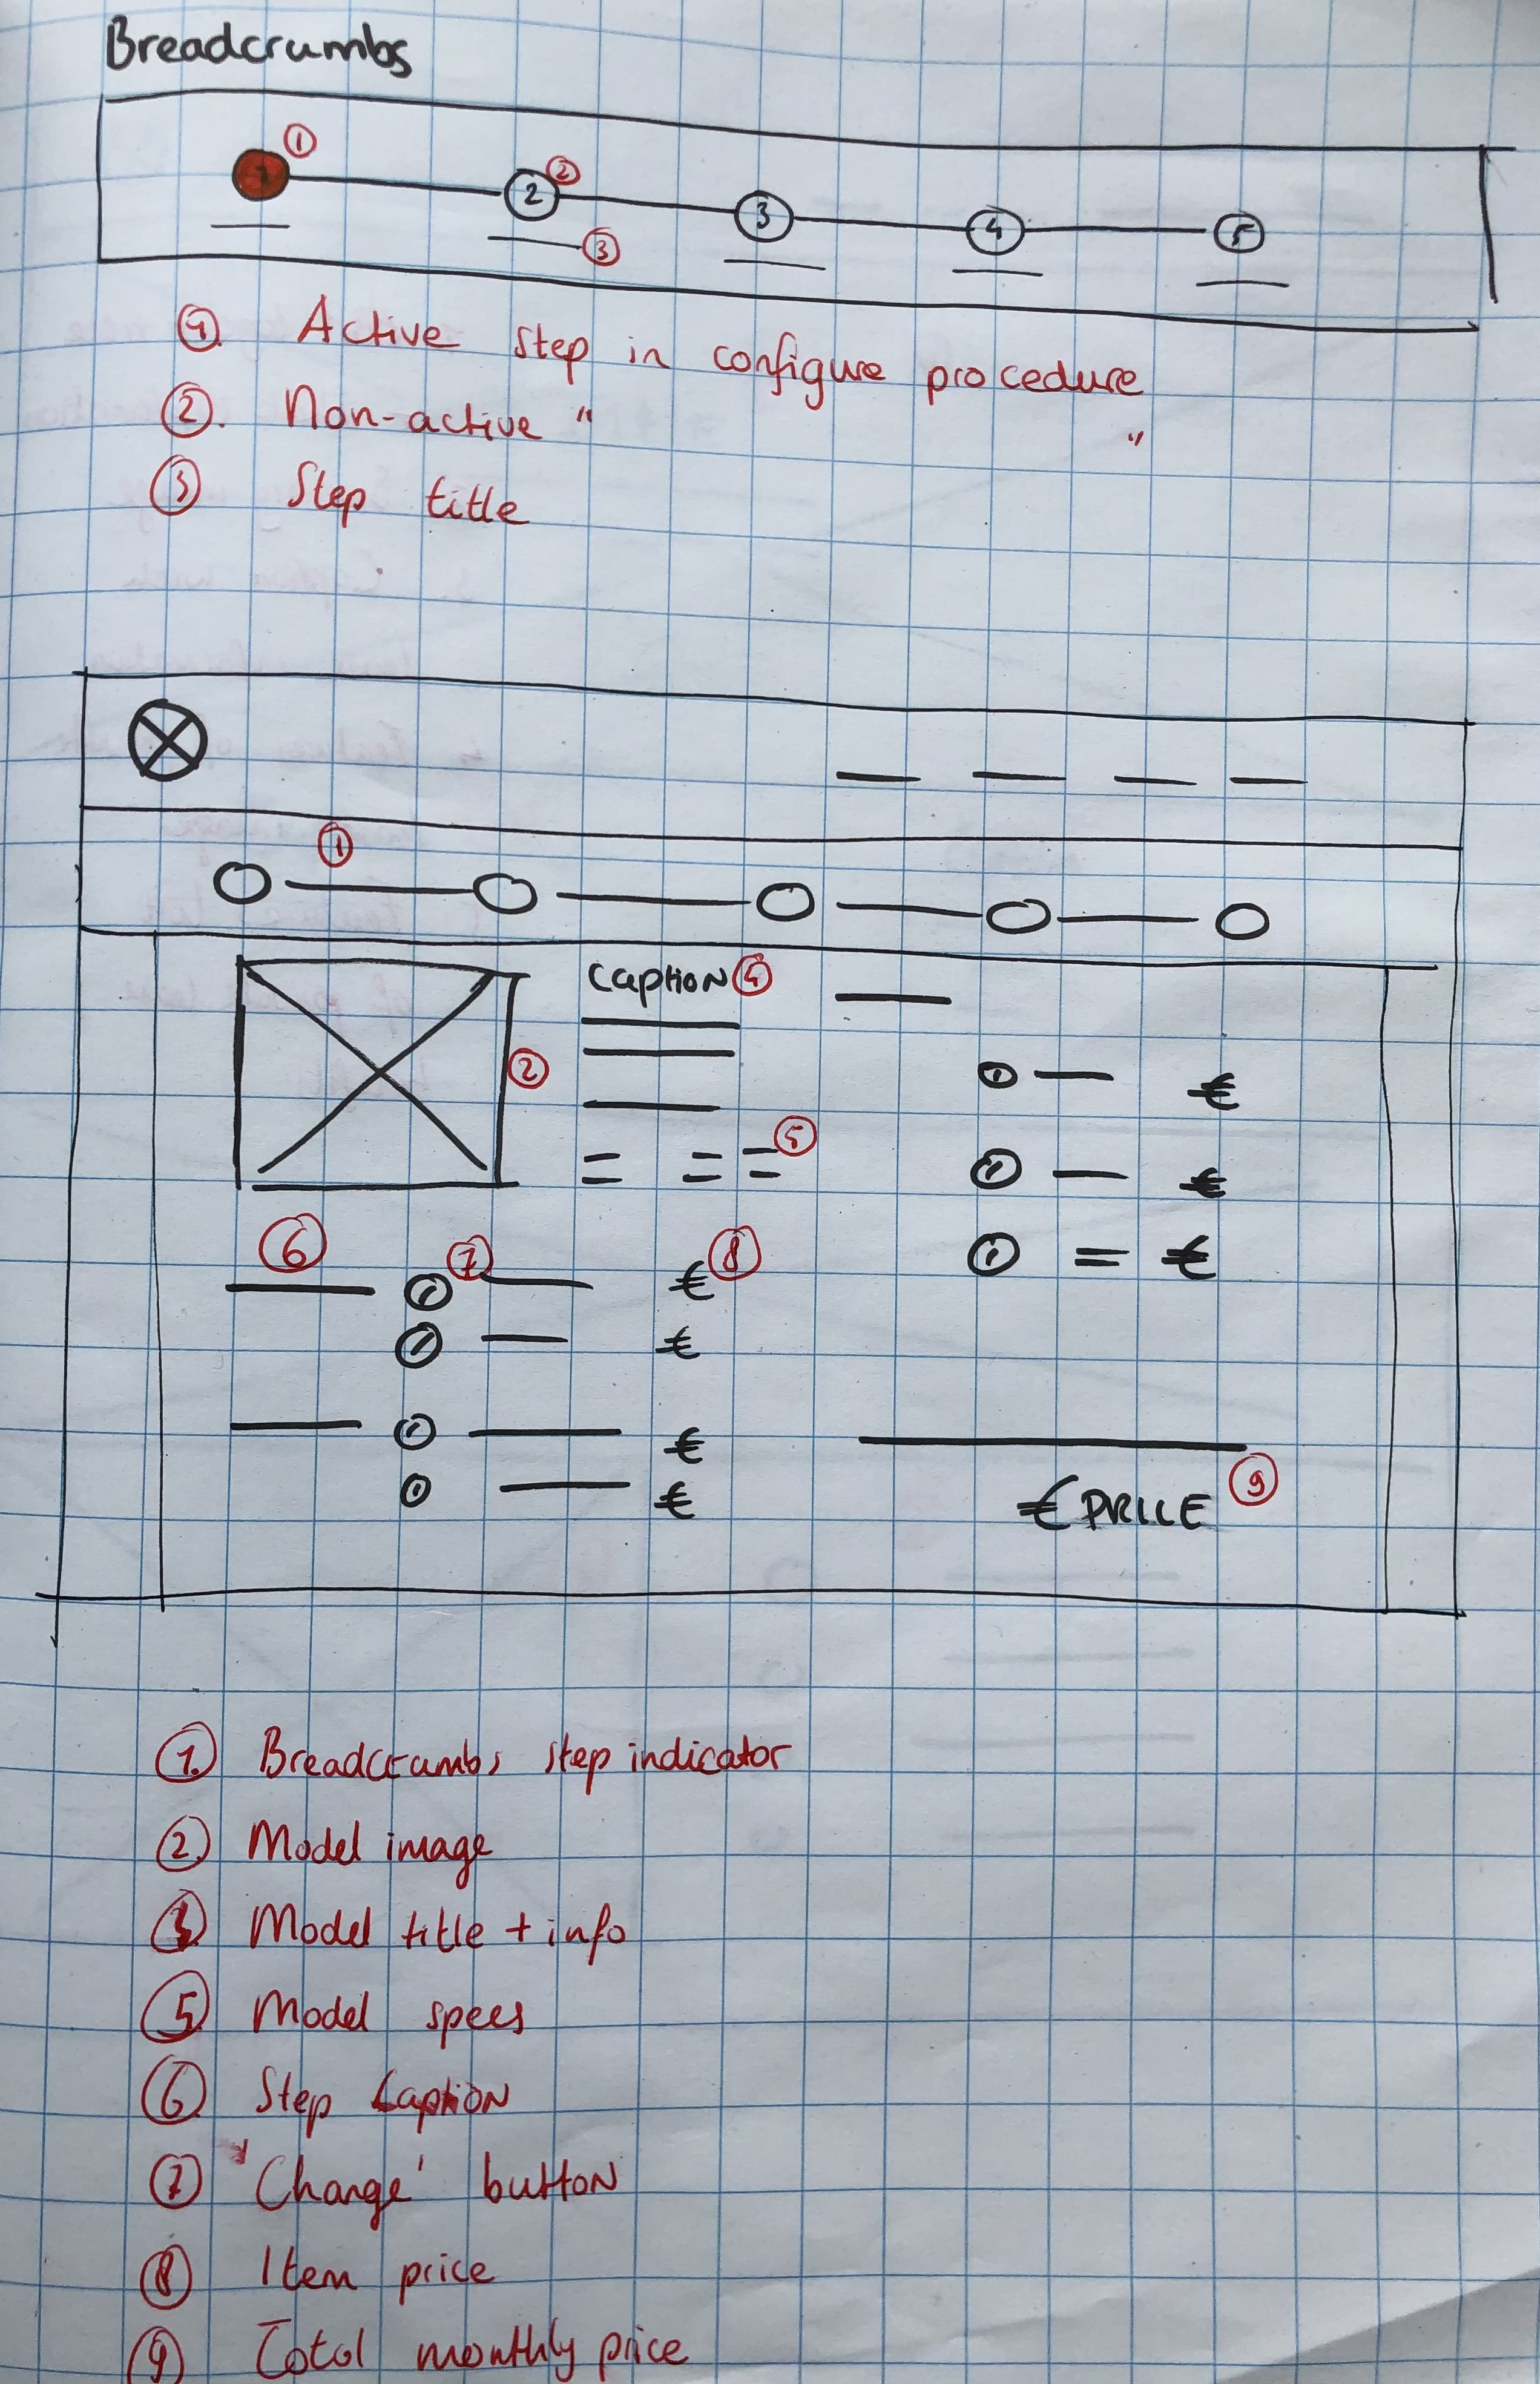 Breadcrumbs
1 ①
2 ②
3
4
5
③
①. Active step in configure procedure
②. Non-active " "
③ Step title
①
Caption ④
②
€
⑤
€
⑥ ⑦ ⑧
€
€
€
€
€
€ PRICE ⑨
①. Breadcrumbs step indicator
②. Model image
Model title + info
⑤ Model specs
⑥. Step Caption
⑦ 'Change' button
⑧ Item price
⑨ Total monthly price